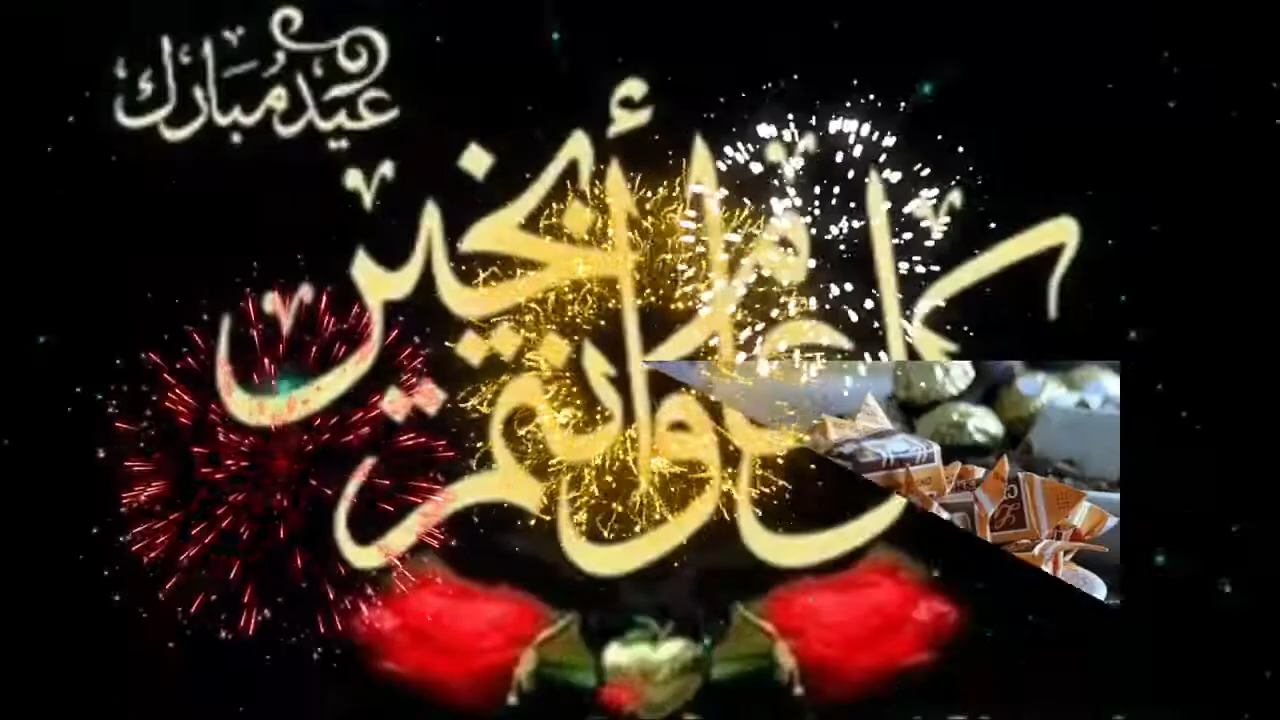 عيد مبارك
كل عام
وأنتم
بخير